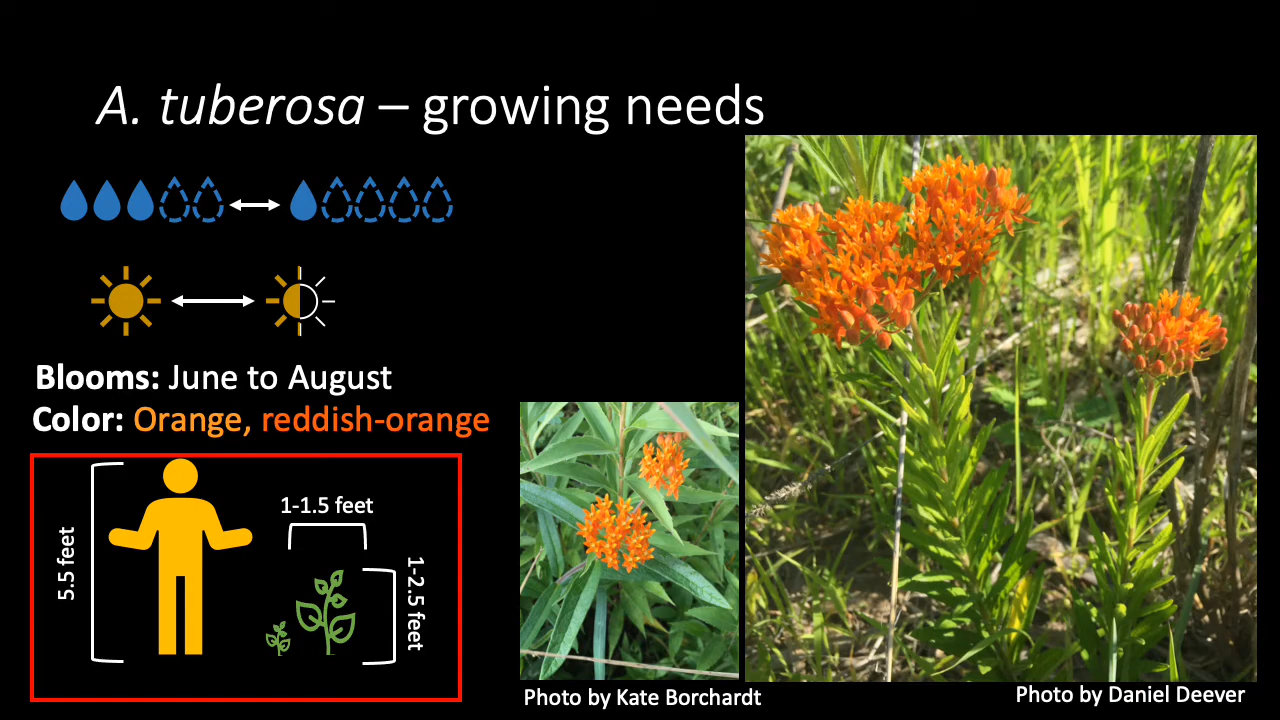 A. tuberosa – growing needs
Blooms: June to August
Color: Orange, reddish-orange
5.5 feet
1-1.5 feet
1-2.5 feet
Photo by Kate Borchardt
Photo by Daniel Deever